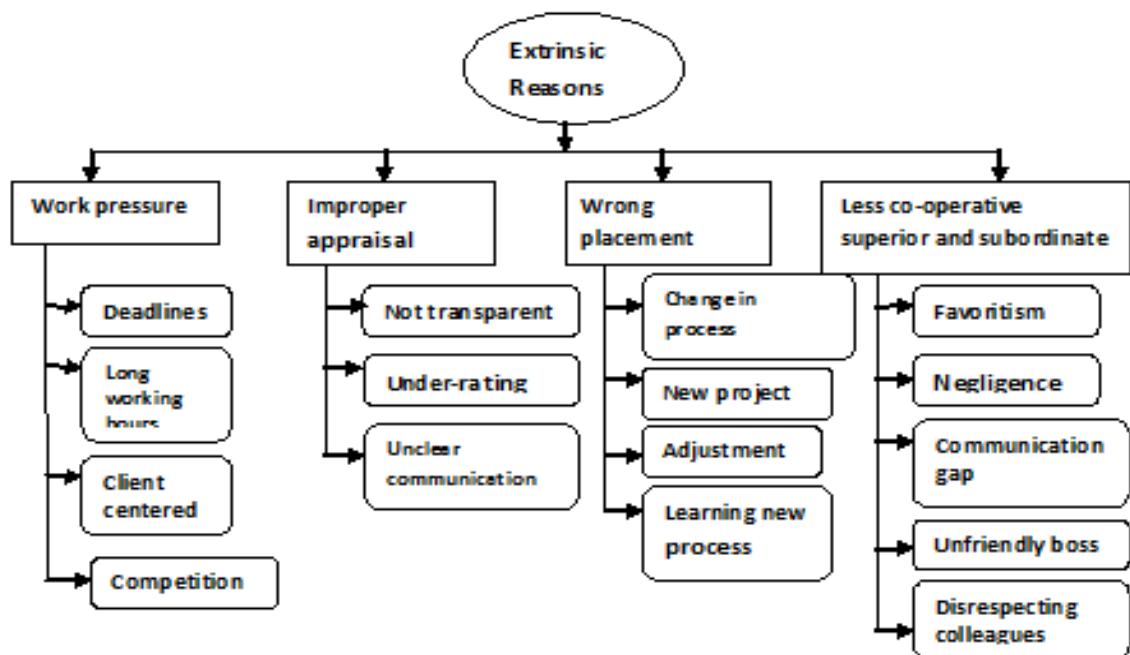 Extrinsic
Reasons
Work pressure
Deadlines
Long
working
hours
Client
centered
Competition
Improper
appraisal
Not transparent
Under-rating
Unclear
communication
Wrong
placement
Change in
process
New project
Adjustment
Learning new
process
Less co-operative
superior and subordinate
Favoritism
Negligence
Communication
gap
Unfriendly boss
Disrespecting
colleagues